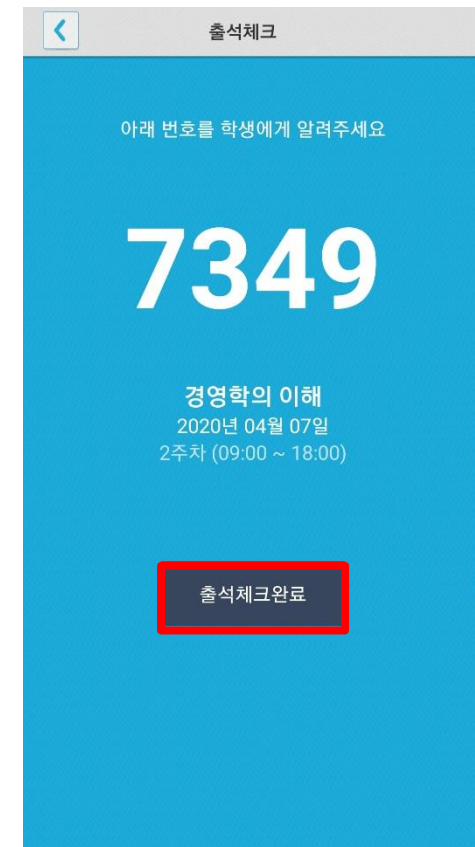 출석체크
아래 번호를 학생에게 알려주세요
7349
경영학의 이해
2020년 04월 07일
2주차 (09:00 ~ 18:00)
출석체크완료